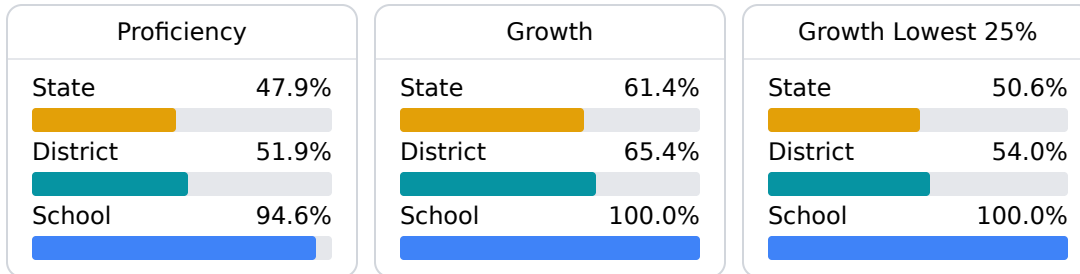 Proficiency
State 47.9%
District 51.9%
School 94.6%
Growth
State 61.4%
District 65.4%
School 100.0%
Growth Lowest 25%
State 50.6%
District 54.0%
School 100.0%